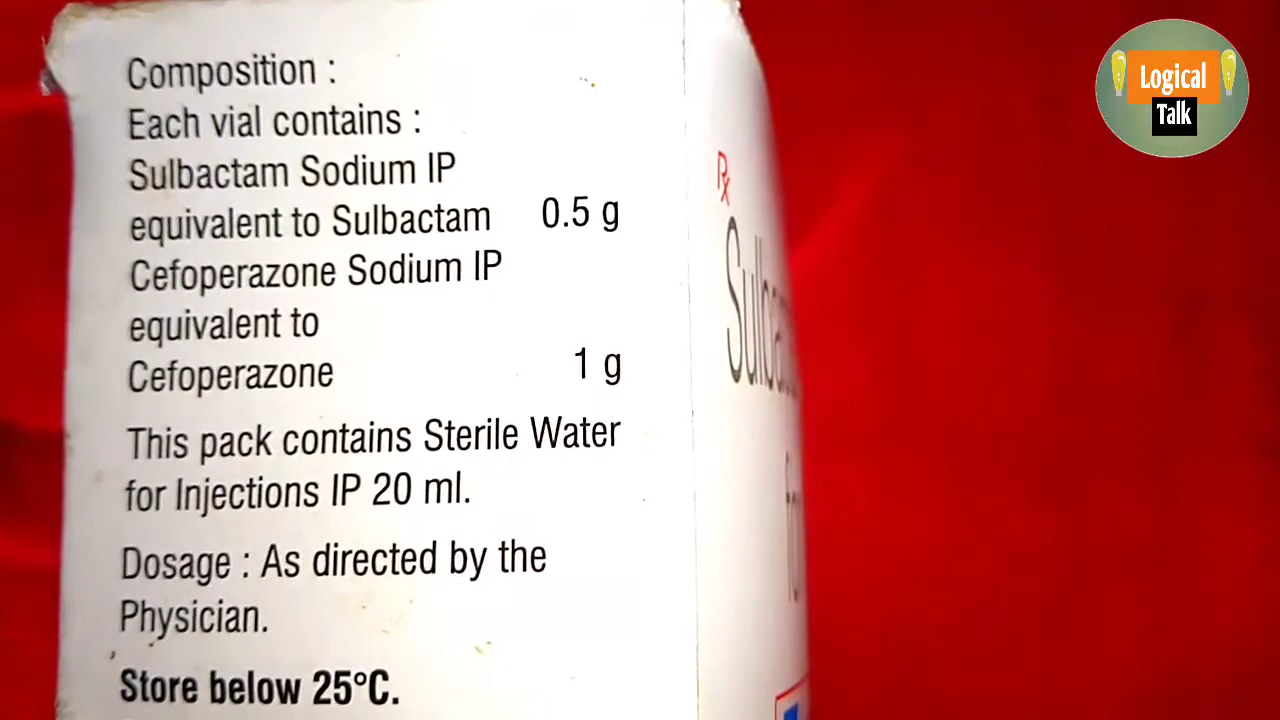 Composition :
Each vial contains :
Sulbactam Sodium IP
equivalent to Sulbactam 0.5 g
Cefoperazone Sodium IP
equivalent to
Cefoperazone 1 g
This pack contains Sterile Water
for Injections IP 20 ml.
Dosage : As directed by the
Physician.
Store below 25°C.
Rx
Logical
Talk